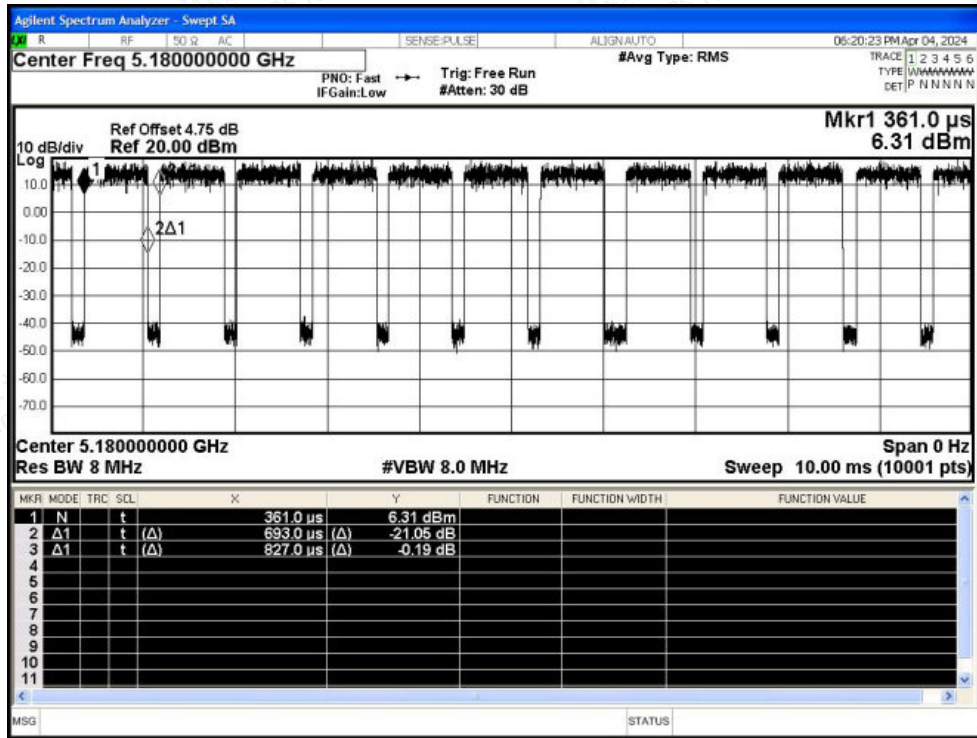 Agilent Spectrum Analyzer - Swept SA
LXI R RF 50 Ω AC SENSE:PULSE ALIGNAUTO 06:20:23 PM Apr 04, 2024
Center Freq 5.180000000 GHz #Avg Type: RMS TRACE 1 2 3 4 5 6
PNO: Fast Trig: Free Run TYPE
IFGain:Low #Atten: 30 dB DET P N N N N N
Mkr1 361.0 µs
Ref Offset 4.75 dB
10 dB/div Ref 20.00 dBm 6.31 dBm
Log
1
10.0
0.00
2Δ1
-10.0
-20.0
-30.0
-40.0
-50.0
-60.0
-70.0
Center 5.180000000 GHz Span 0 Hz
Res BW 8 MHz #VBW 8.0 MHz Sweep 10.00 ms (10001 pts)
MKR MODE TRC SCL X Y FUNCTION FUNCTION WIDTH FUNCTION VALUE
1 N t 361.0 µs 6.31 dBm
2 Δ1 t (Δ) 693.0 µs (Δ) -21.05 dB
3 Δ1 t (Δ) 827.0 µs (Δ) -0.19 dB
4
5
6
7
8
9
10
11
MSG STATUS